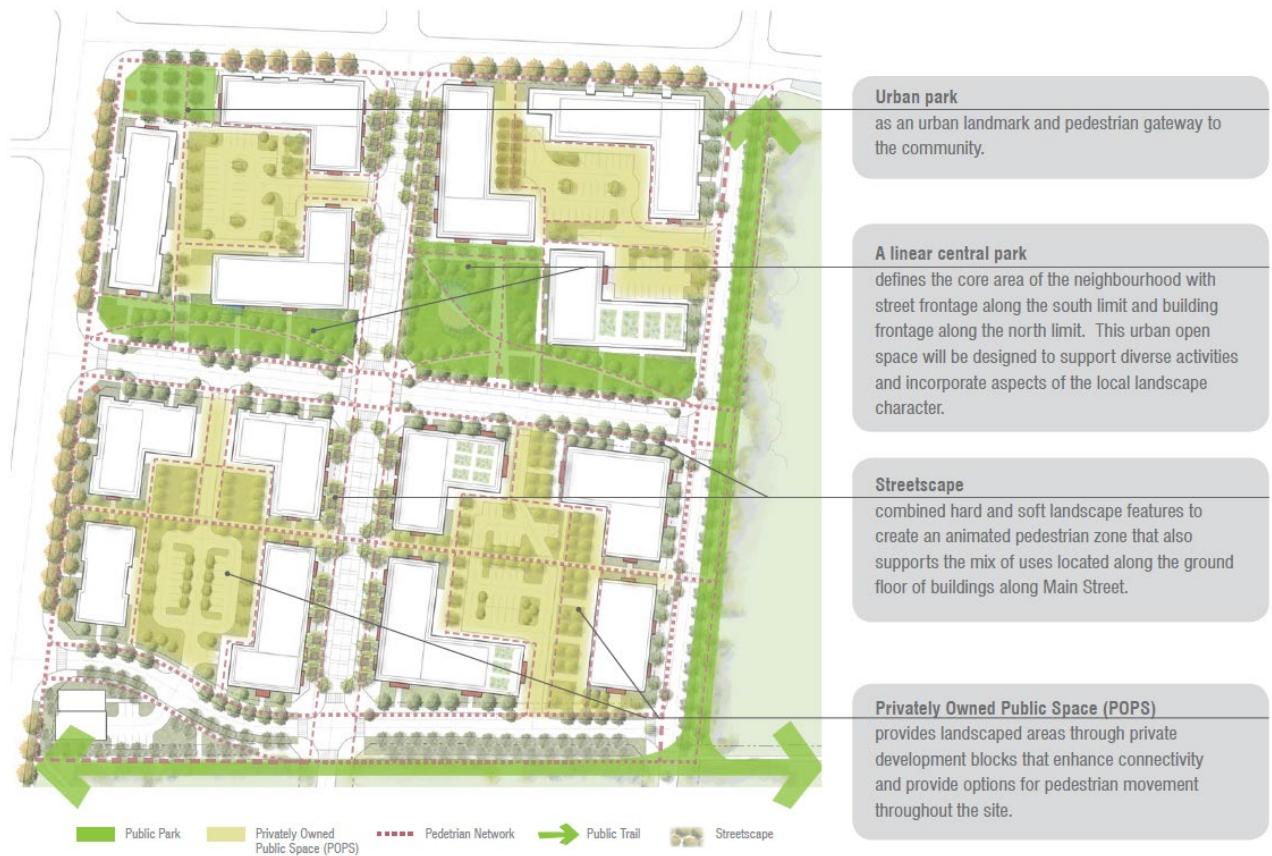 Urban park
as an urban landmark and pedestrian gateway to
the community.
A linear central park
defines the core area of the neighbourhood with
street frontage along the south limit and building
frontage along the north limit.  This urban open
space will be designed to support diverse activities
and incorporate aspects of the local landscape
character.
Streetscape
combined hard and soft landscape features to
create an animated pedestrian zone that also
supports the mix of uses located along the ground
floor of buildings along Main Street.
Privately Owned Public Space (POPS)
provides landscaped areas through private
development blocks that enhance connectivity
and provide options for pedestrian movement
throughout the site.
Public Park
Privately Owned
Public Space (POPS)
Pedetrian Network
Public Trail
Streetscape